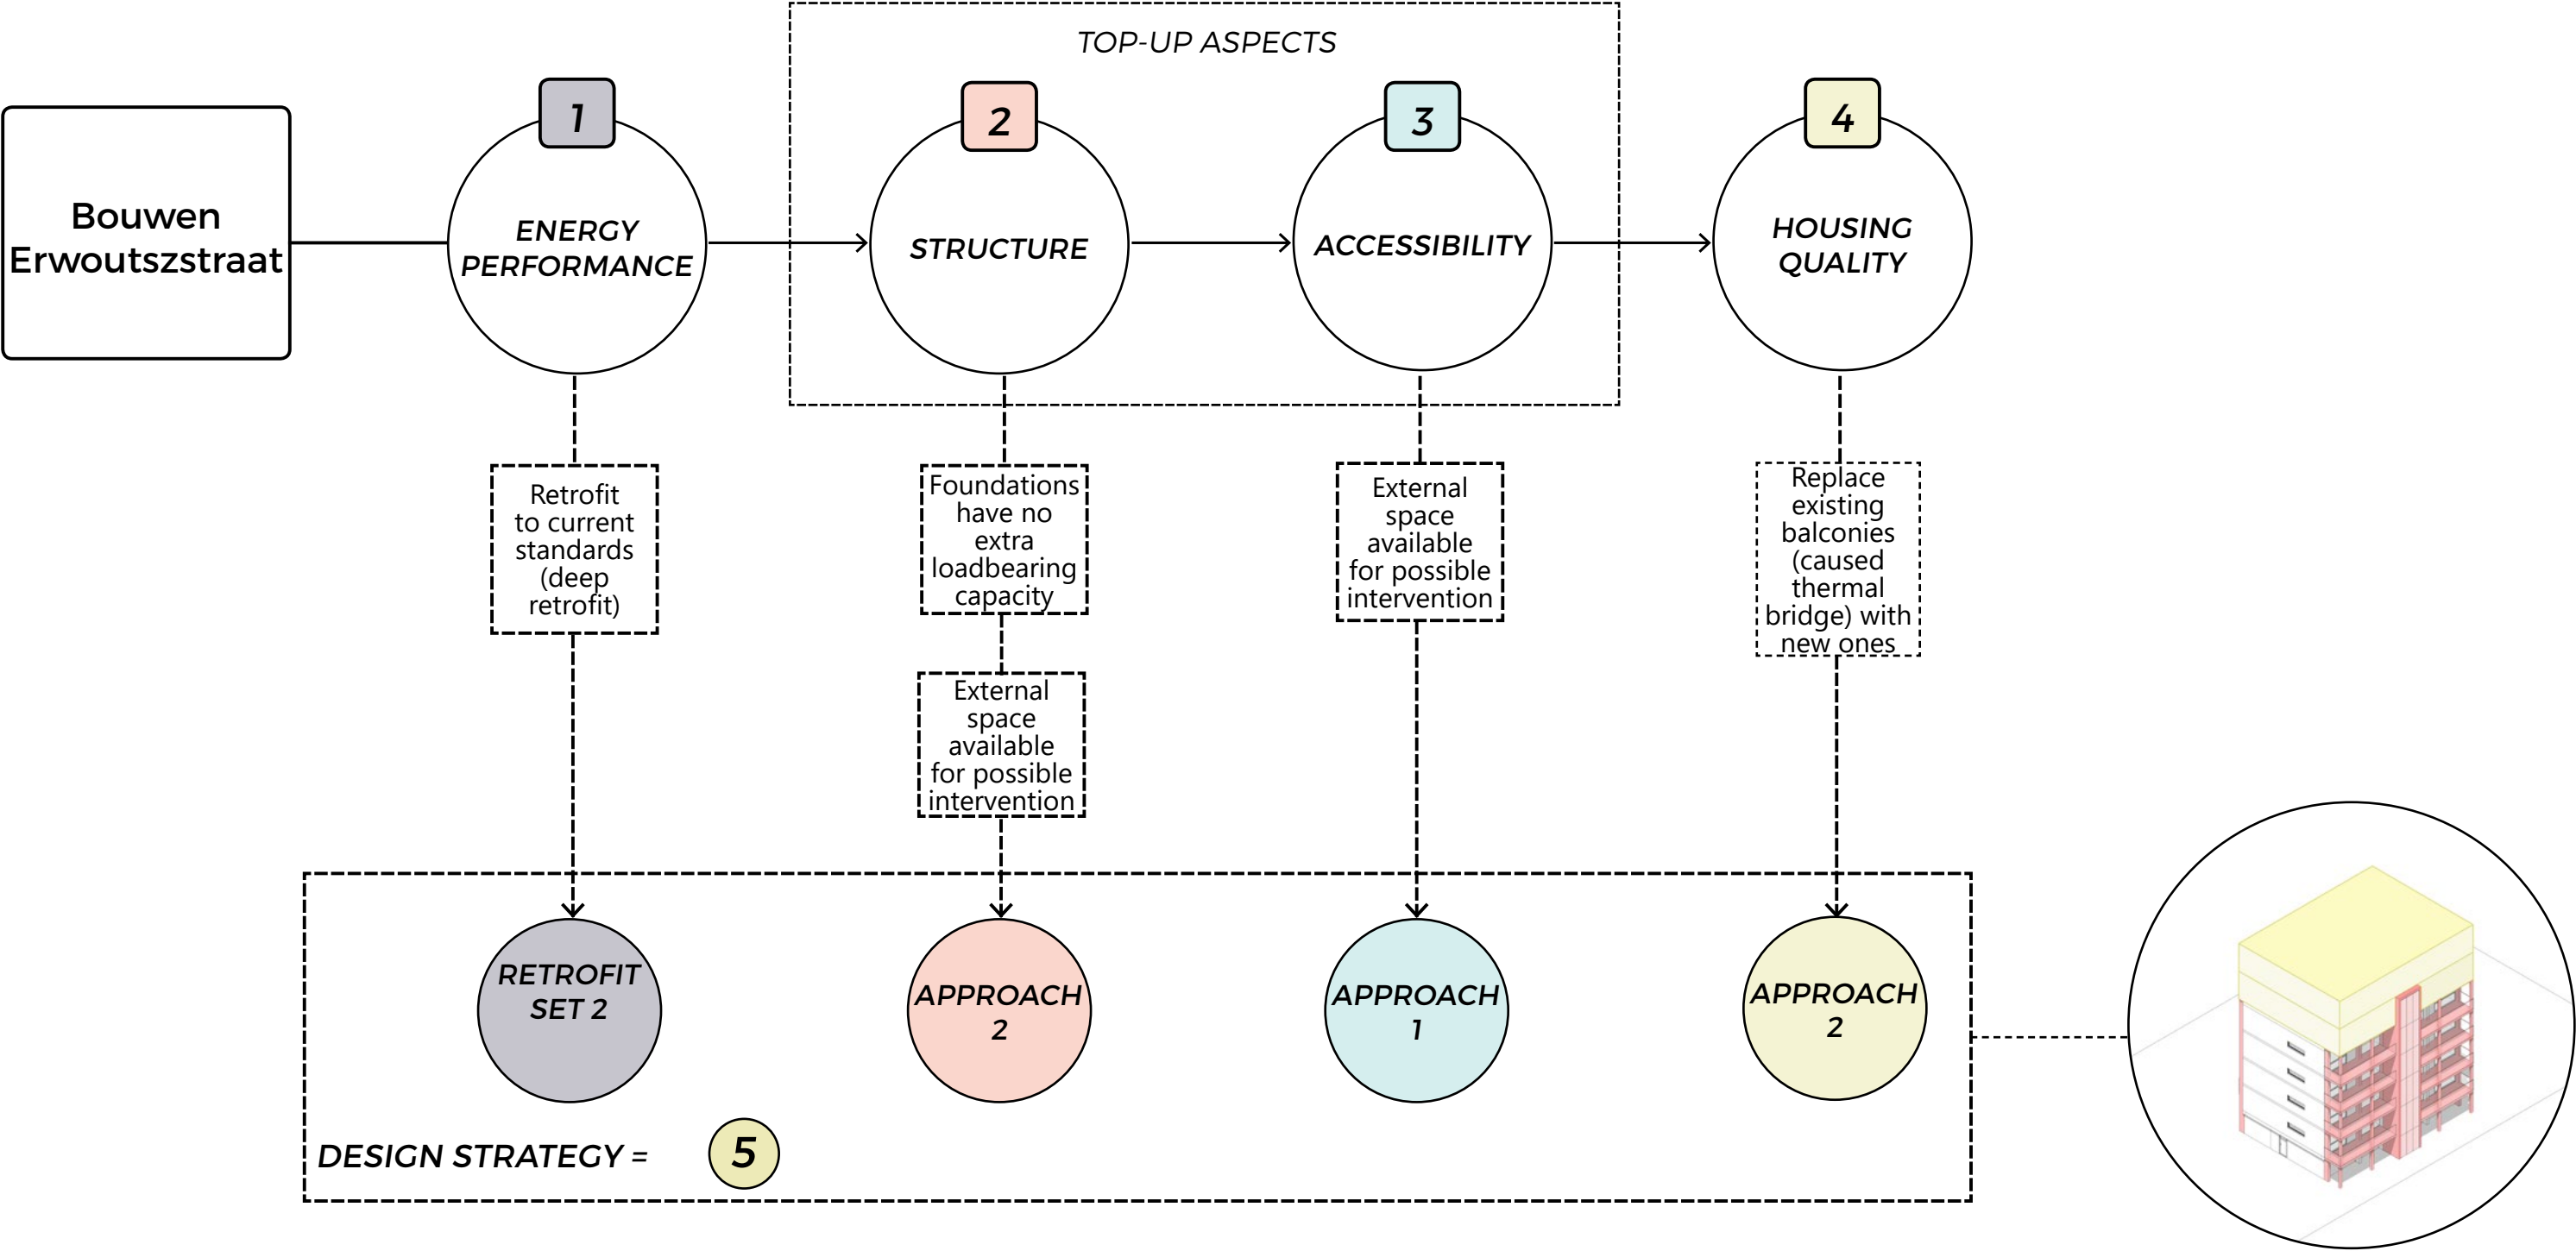 TOP-UP ASPECTS
Bouwen
Erwoutszstraat
1
ENERGY
PERFORMANCE
2
STRUCTURE
3
ACCESSIBILITY
4
HOUSING
QUALITY
Retrofit
to current
standards
(deep
retrofit)
Foundations
have no
extra
loadbearing
capacity
External
space
available
for possible
intervention
External
space
available
for possible
intervention
Replace
existing
balconies
(caused
thermal
bridge) with
new ones
RETROFIT
SET 2
APPROACH
2
APPROACH
1
APPROACH
2
DESIGN STRATEGY = 5